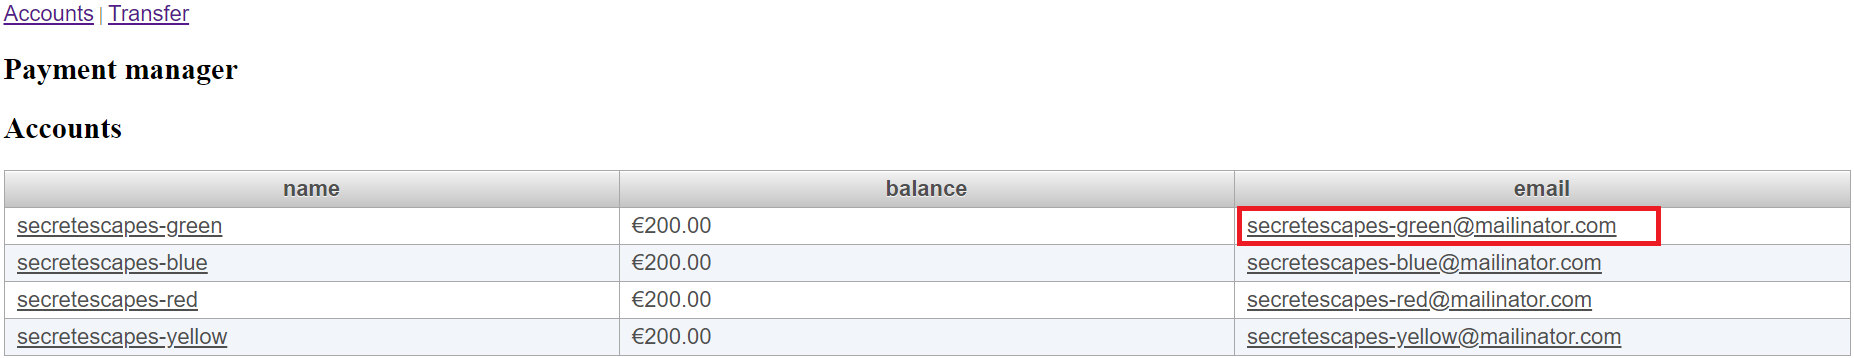 Accounts | Transfer
Payment manager
Accounts
name balance email
secretescapes-green €200.00 secretescapes-green@mailinator.com
secretescapes-blue €200.00 secretescapes-blue@mailinator.com
secretescapes-red €200.00 secretescapes-red@mailinator.com
secretescapes-yellow €200.00 secretescapes-yellow@mailinator.com